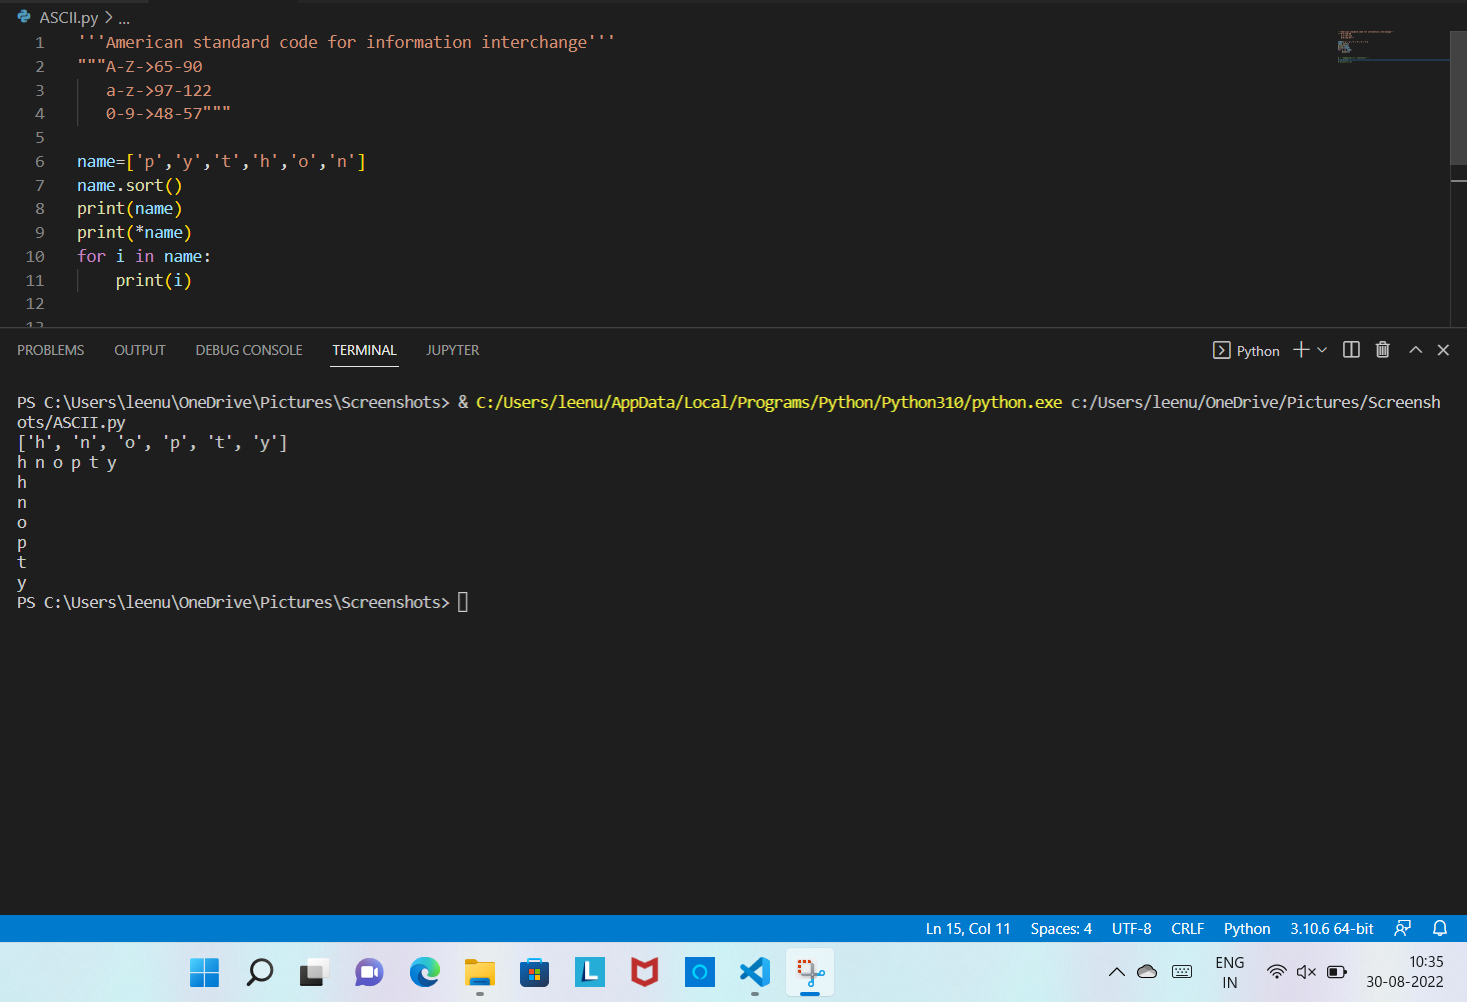 ASCII.py > ...
1 '''American standard code for information interchange'''
2 """A-Z->65-90
3 a-z->97-122
4 0-9->48-57"""
5
6 name=['p','y','t','h','o','n']
7 name.sort()
8 print(name)
9 print(*name)
10 for i in name:
11 print(i)
12
13
PROBLEMS OUTPUT DEBUG CONSOLE TERMINAL JUPYTER Python
PS C:\Users\leenu\OneDrive\Pictures\Screenshots> & C:/Users/leenu/AppData/Local/Programs/Python/Python310/python.exe c:/Users/leenu/OneDrive/Pictures/Screensh
ots/ASCII.py
['h', 'n', 'o', 'p', 't', 'y']
h n o p t y
h
n
o
p
t
y
PS C:\Users\leenu\OneDrive\Pictures\Screenshots>
Ln 15, Col 11 Spaces: 4 UTF-8 CRLF Python 3.10.6 64-bit
L
ENG
IN
10:35
30-08-2022